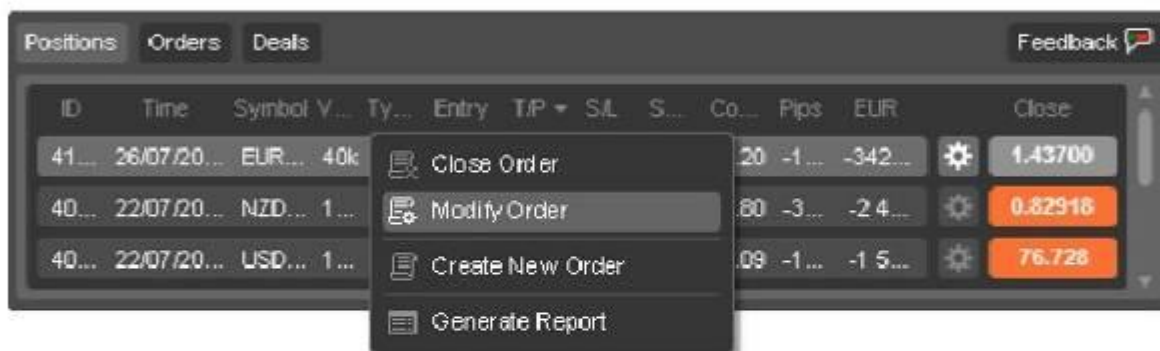 Positions Orders Deals Feedback
ID Time Symbol V... Ty... Entry T/P S/L S... Co... Pips EUR Close
41... 26/07/20... EUR... 40k .20 -1... -342... 1.43700
Close Order
40... 22/07/20... NZD... 1... .80 -3... -2 4... 0.82918
Modify Order
40... 22/07/20... USD... 1... .09 -1... -1 5... 76.728
Create New Order
Generate Report